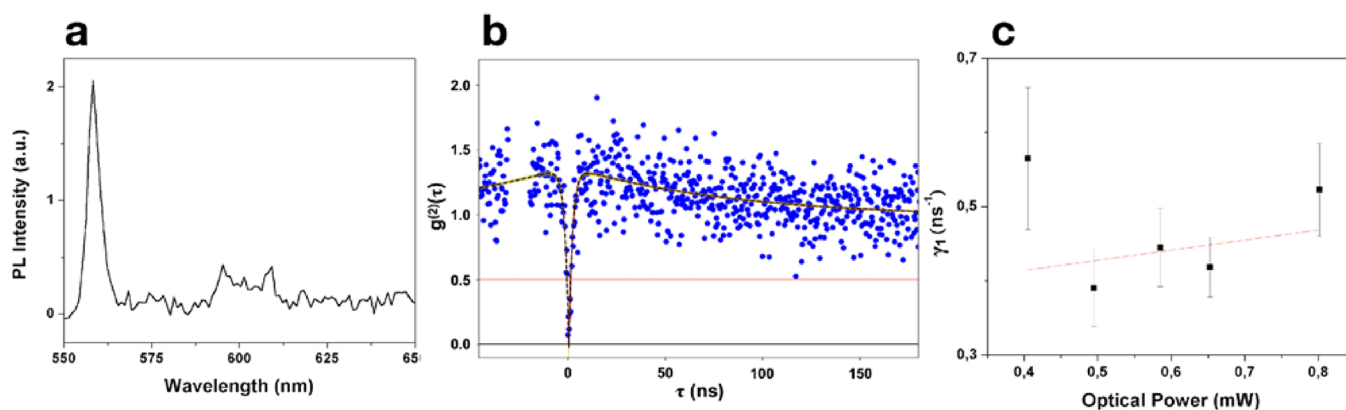 a
PL Intensity (a.u.)
2
1
0
550
575
600
625
65
Wavelength (nm)
b
g⁽²⁾(τ)
2.0
1.5
1.0
0.5
0.0
0
50
100
150
τ (ns)
c
γ₁ (ns⁻¹)
0,7
0,5
0,3
0,4
0,5
0,6
0,7
0,8
Optical Power (mW)